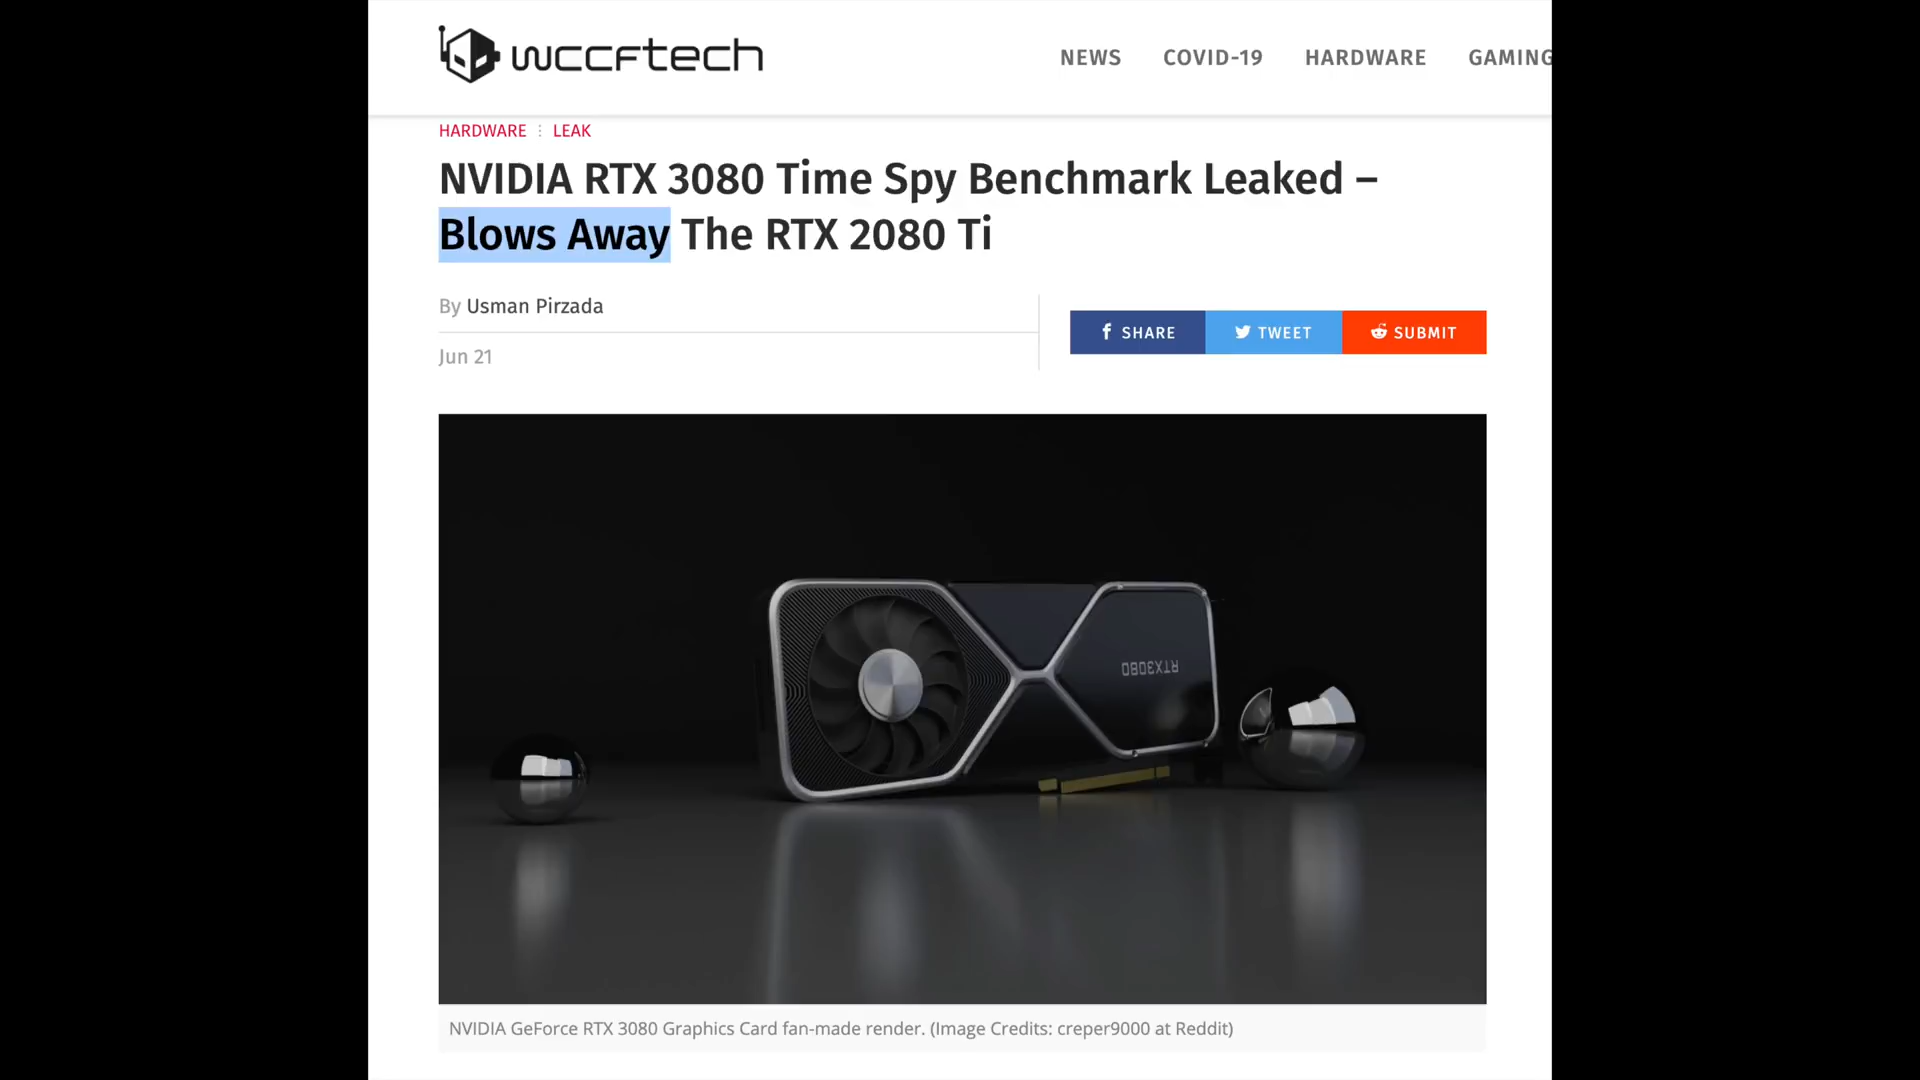 wccftech
NEWS COVID-19 HARDWARE GAMING
HARDWARE LEAK
NVIDIA RTX 3080 Time Spy Benchmark Leaked –
Blows Away The RTX 2080 Ti
By Usman Pirzada
Jun 21
SHARE TWEET SUBMIT
RTX3080
NVIDIA GeForce RTX 3080 Graphics Card fan-made render. (Image Credits: creper9000 at Reddit)